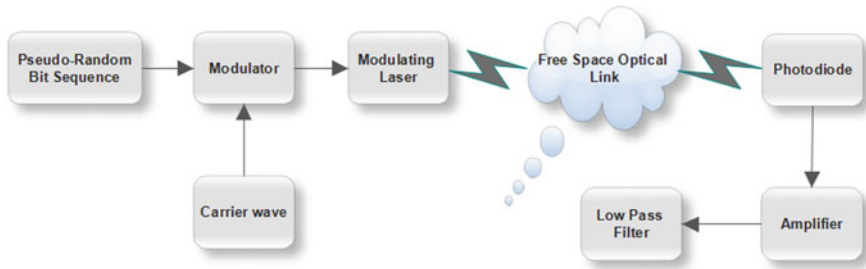 Pseudo-Random
Bit Sequence
Modulator
Modulating
Laser
Free Space Optical
Link
Photodiode
Carrier wave
Low Pass
Filter
Amplifier